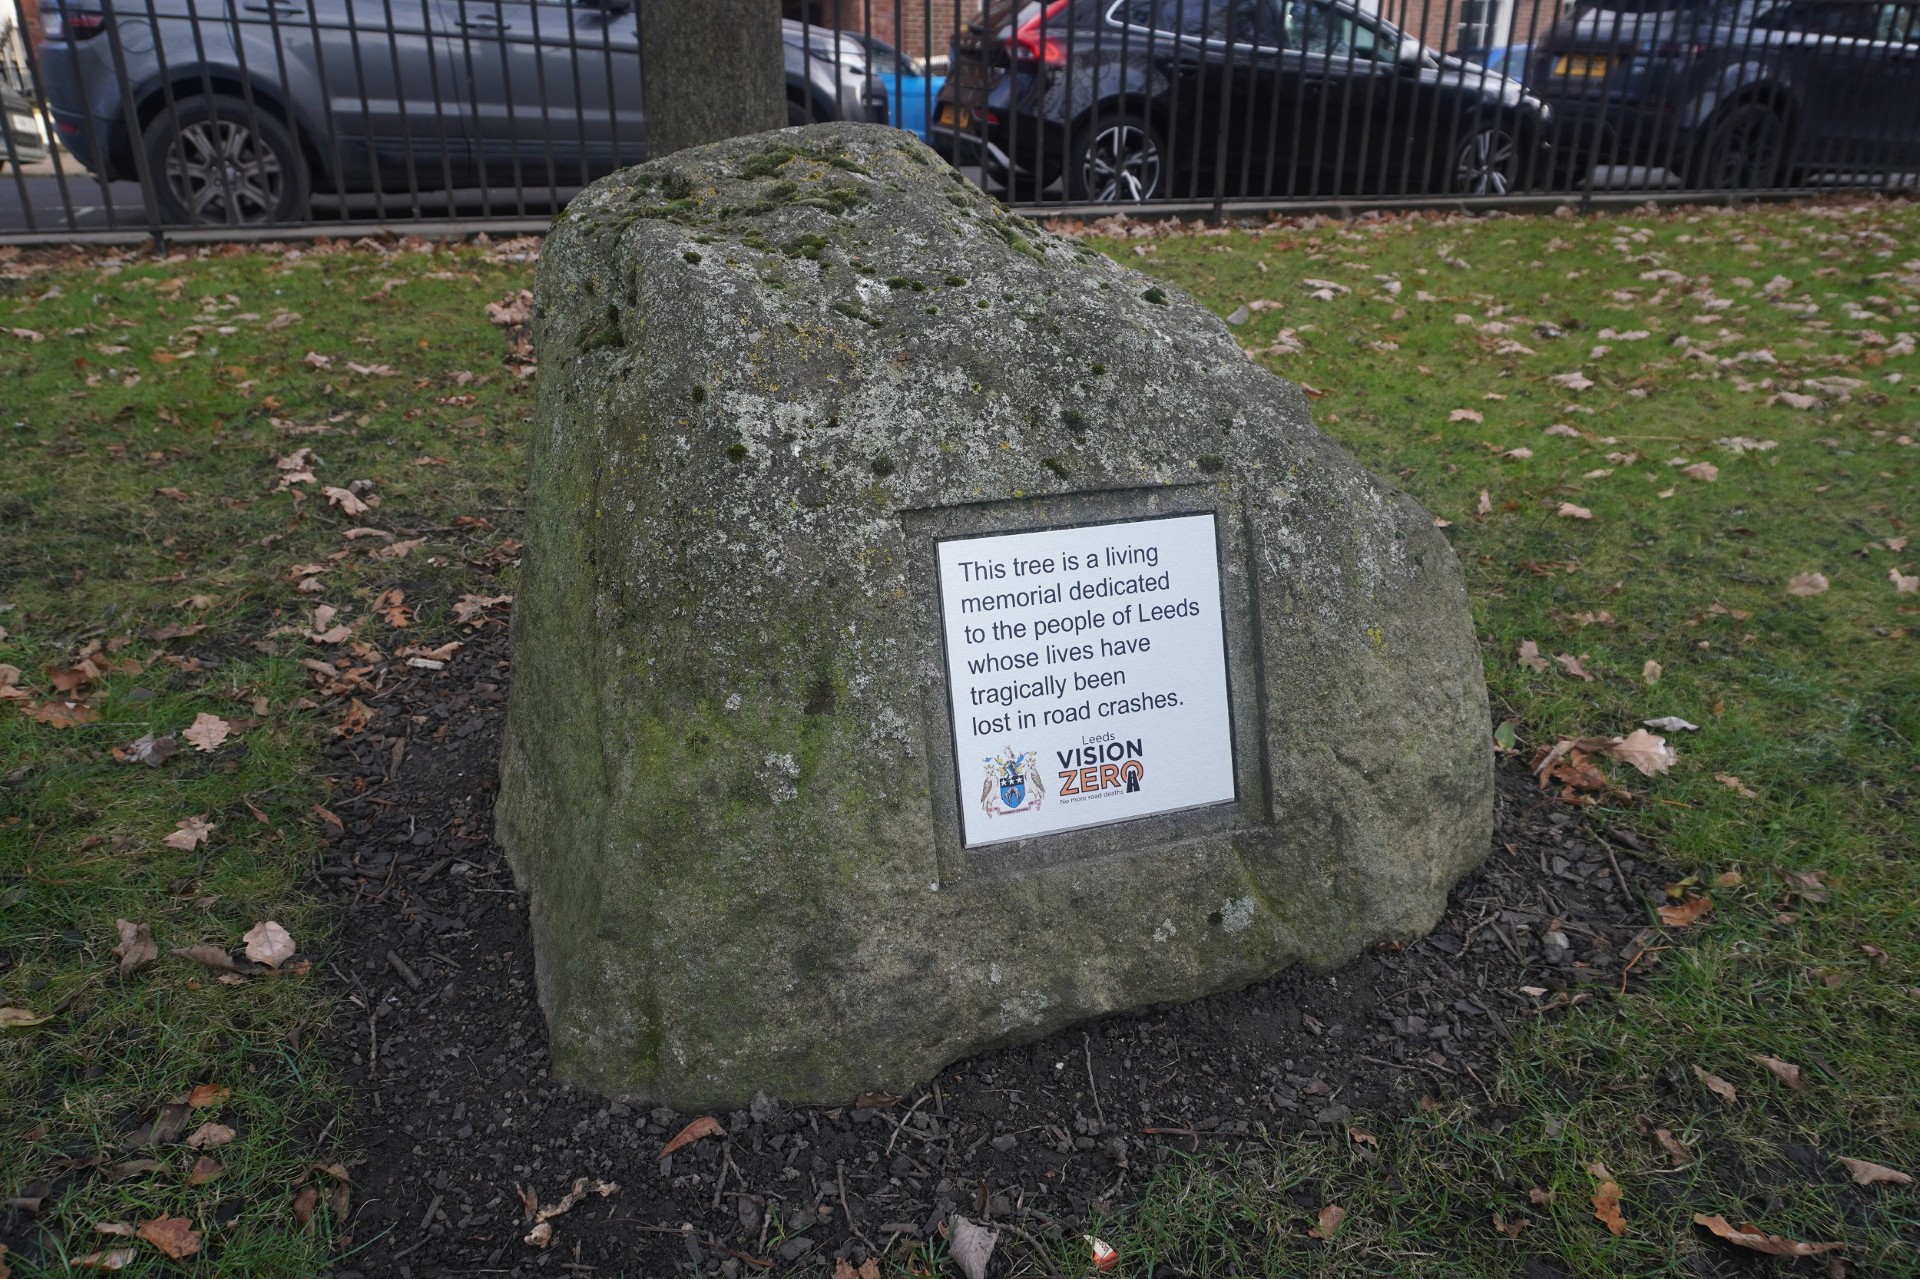 This tree is a living
memorial dedicated
to the people of Leeds
whose lives have
tragically been
lost in road crashes.
Leeds
VISION
ZERO
No more road deaths